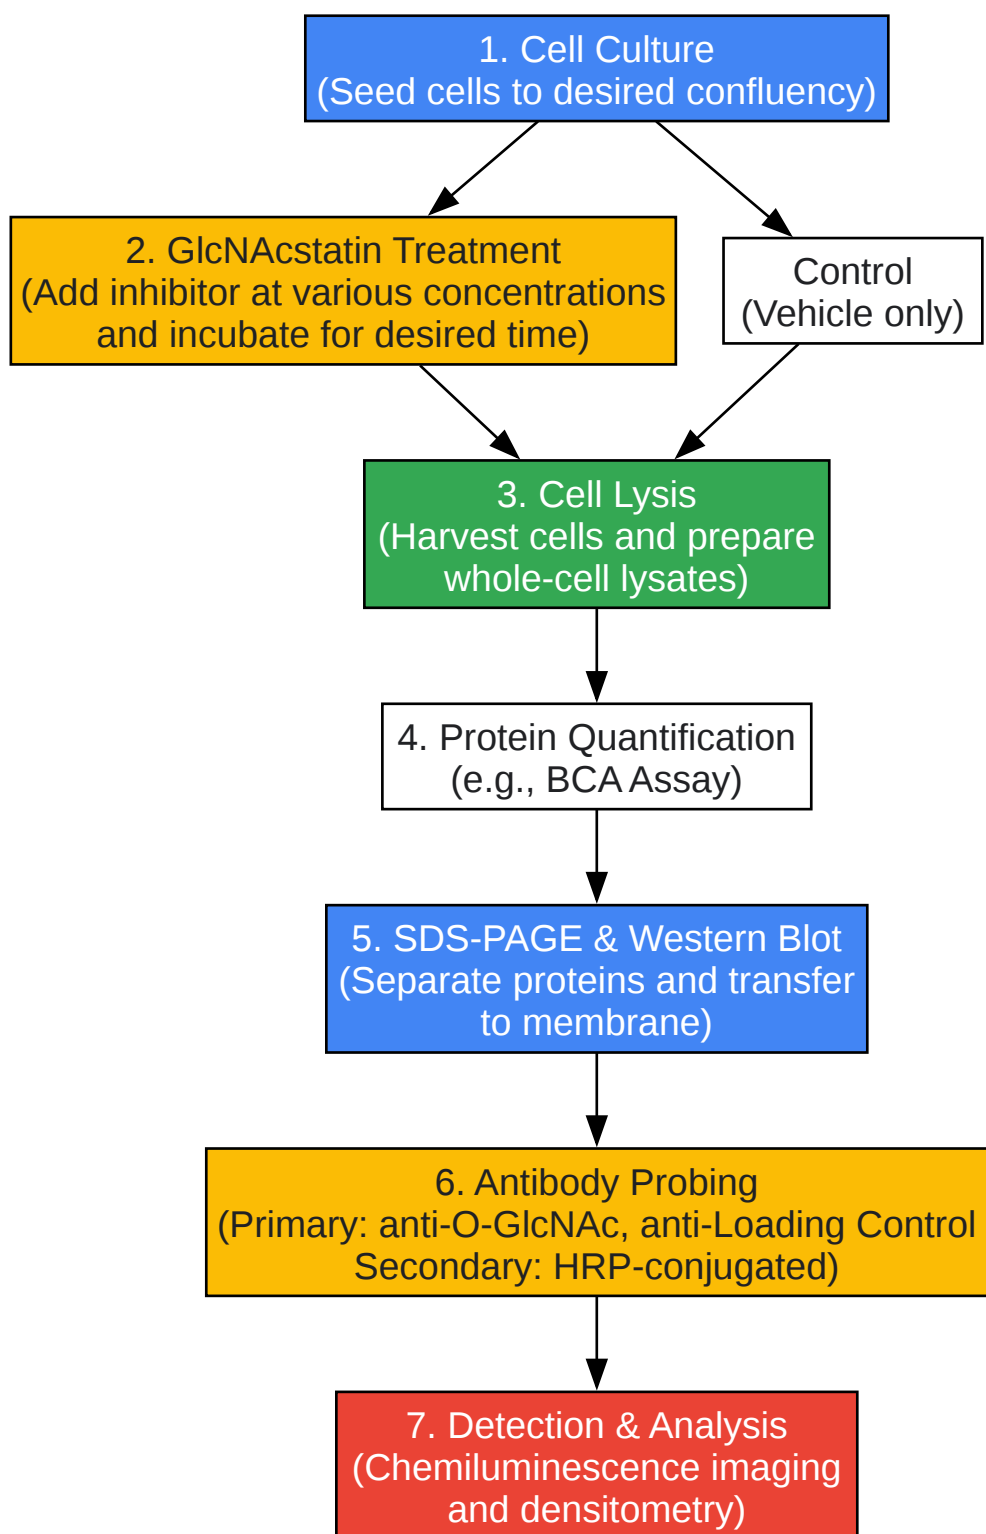 1. Cell Culture
(Seed cells to desired confluency)
2. GlcNAcstatin Treatment
(Add inhibitor at various concentrations
and incubate for desired time)
Control
(Vehicle only)
3. Cell Lysis
(Harvest cells and prepare
whole-cell lysates)
4. Protein Quantification
(e.g., BCA Assay)
5. SDS-PAGE & Western Blot
(Separate proteins and transfer
to membrane)
6. Antibody Probing
(Primary: anti-O-GlcNAc, anti-Loading Control
Secondary: HRP-conjugated)
7. Detection & Analysis
(Chemiluminescence imaging
and densitometry)